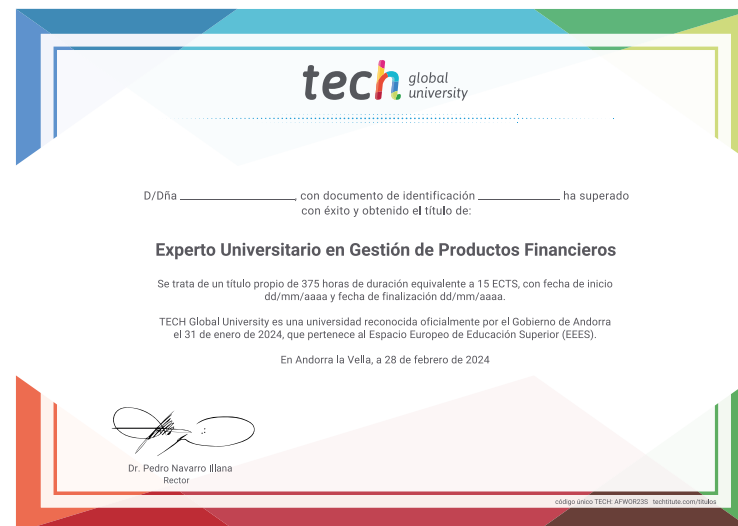 tech global university
D/Dña ____________________, con documento de identificación ______________ ha superado
con éxito y obtenido el título de:
Experto Universitario en Gestión de Productos Financieros
Se trata de un título propio de 375 horas de duración equivalente a 15 ECTS, con fecha de inicio
dd/mm/aaaa y fecha de finalización dd/mm/aaaa.
TECH Global University es una universidad reconocida oficialmente por el Gobierno de Andorra
el 31 de enero de 2024, que pertenece al Espacio Europeo de Educación Superior (EEES).
En Andorra la Vella, a 28 de febrero de 2024
Dr. Pedro Navarro Illana
Rector
código único TECH: AFWOR23S techtitute.com/titulos